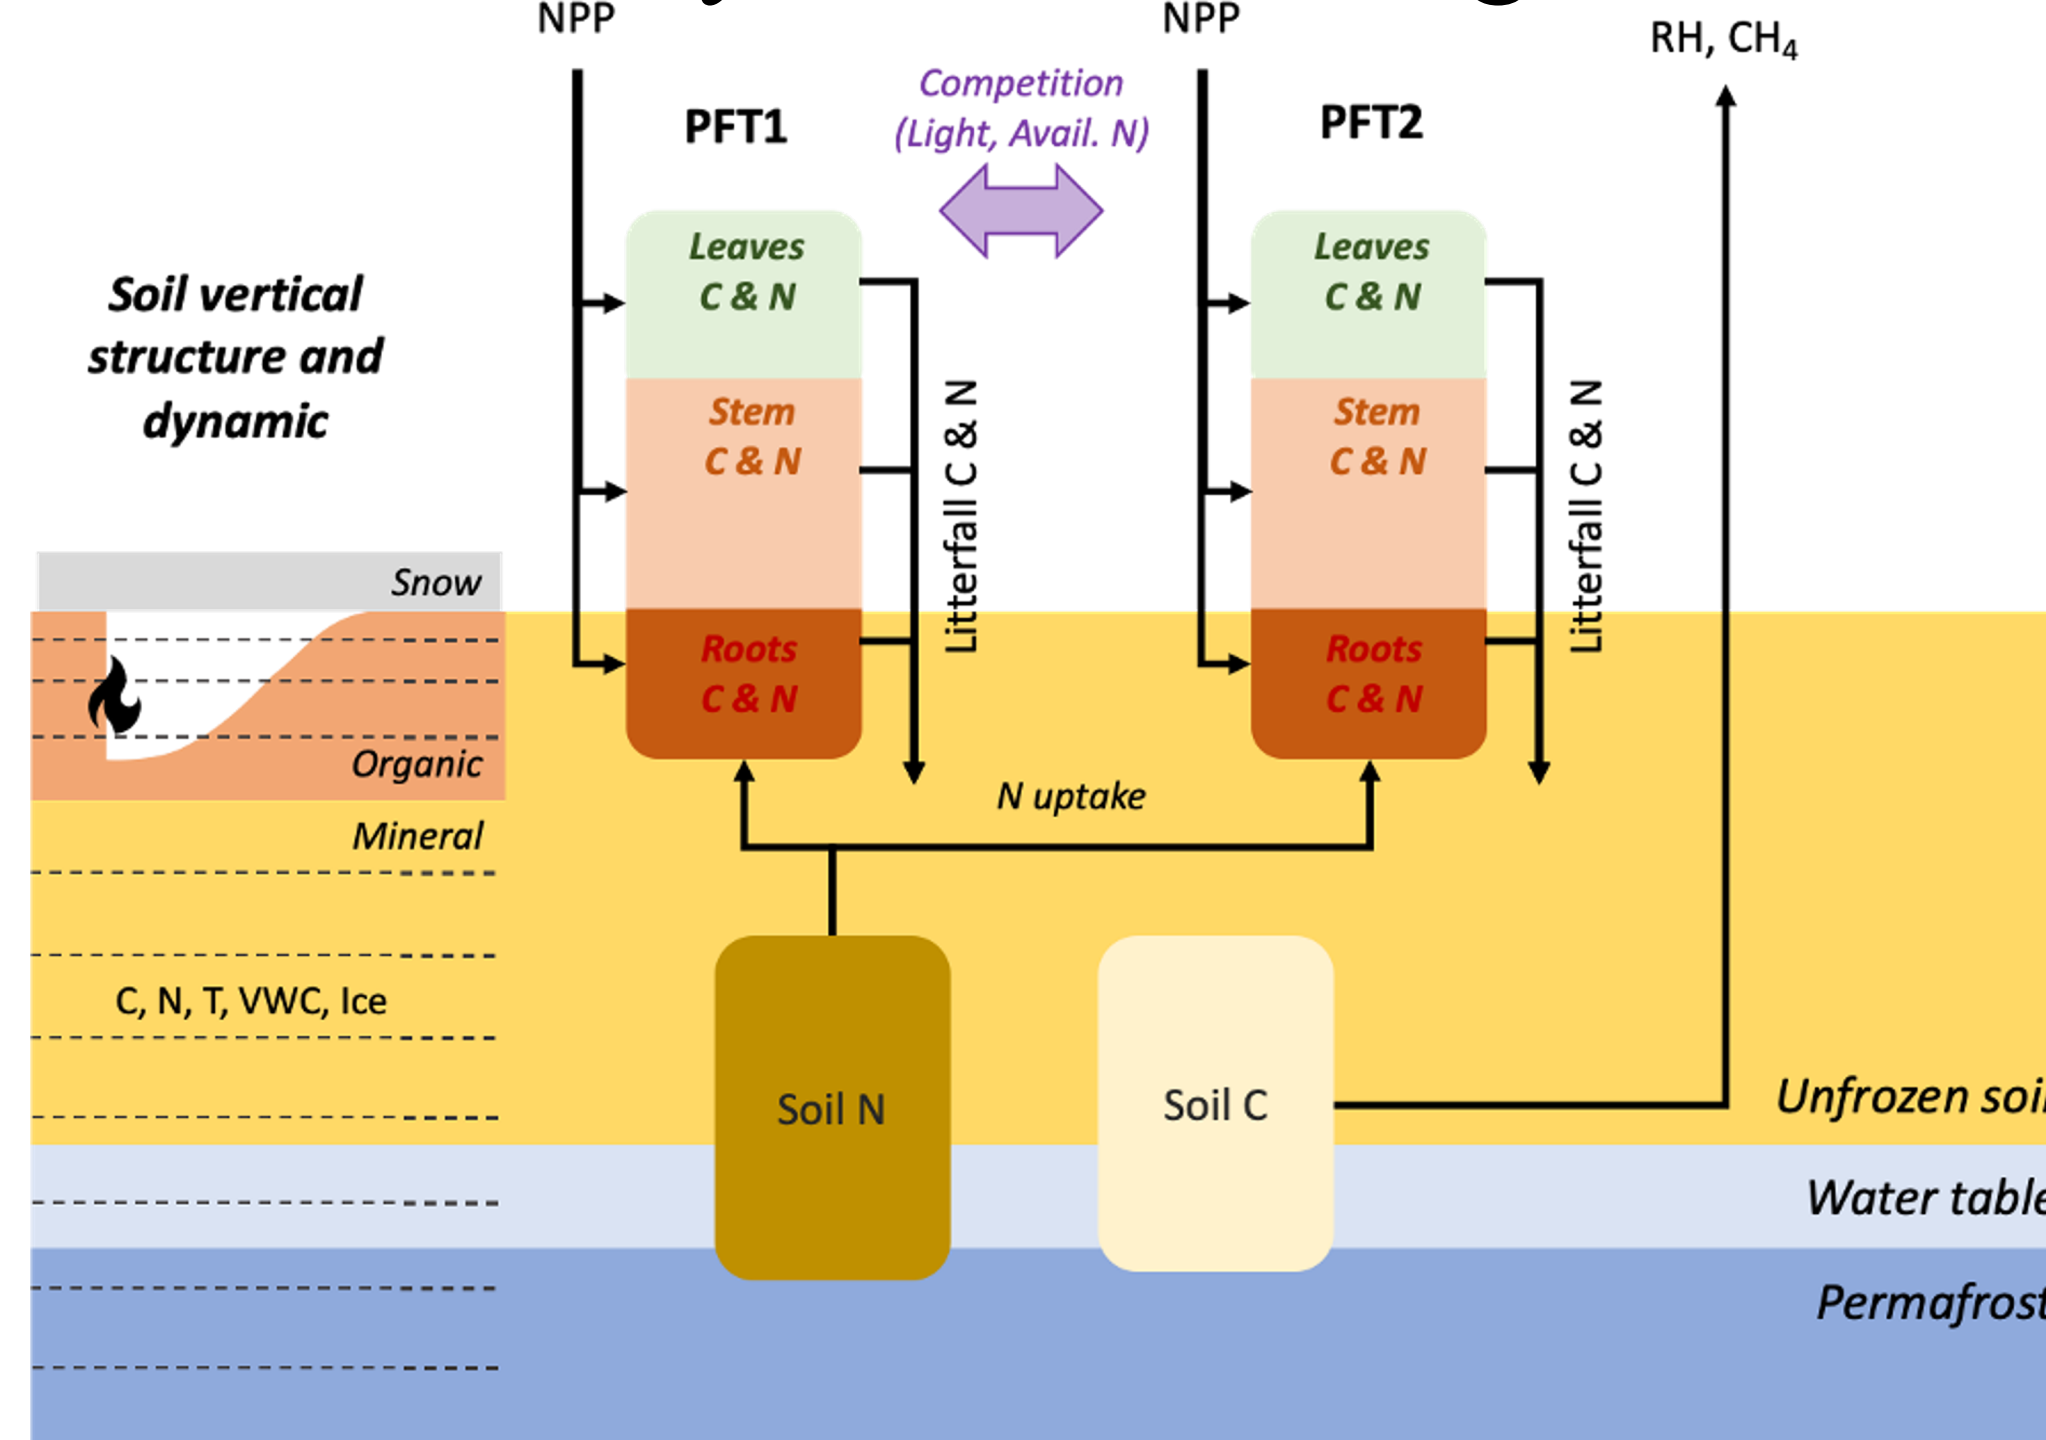 NPP
NPP
RH, CH₄
Competition
(Light, Avail. N)
PFT1
PFT2
Soil vertical
structure and
dynamic
Leaves
C & N
Stem
C & N
Roots
C & N
Litterfall C & N
Leaves
C & N
Stem
C & N
Roots
C & N
Litterfall C & N
Snow
Organic
Mineral
N uptake
C, N, T, VWC, Ice
Soil N
Soil C
Unfrozen soil
Water table
Permafrost